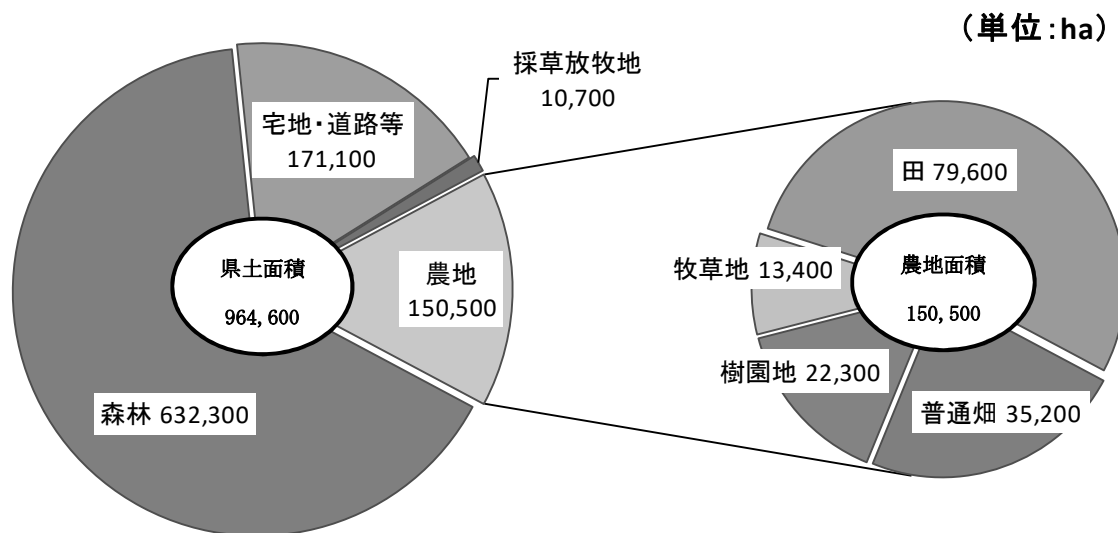 （単位:ha）
採草放牧地
10,700
宅地・道路等
171,100
農地
150,500
県土面積
964,600
森林 632,300
田 79,600
牧草地 13,400
農地面積
150,500
樹園地 22,300
普通畑 35,200